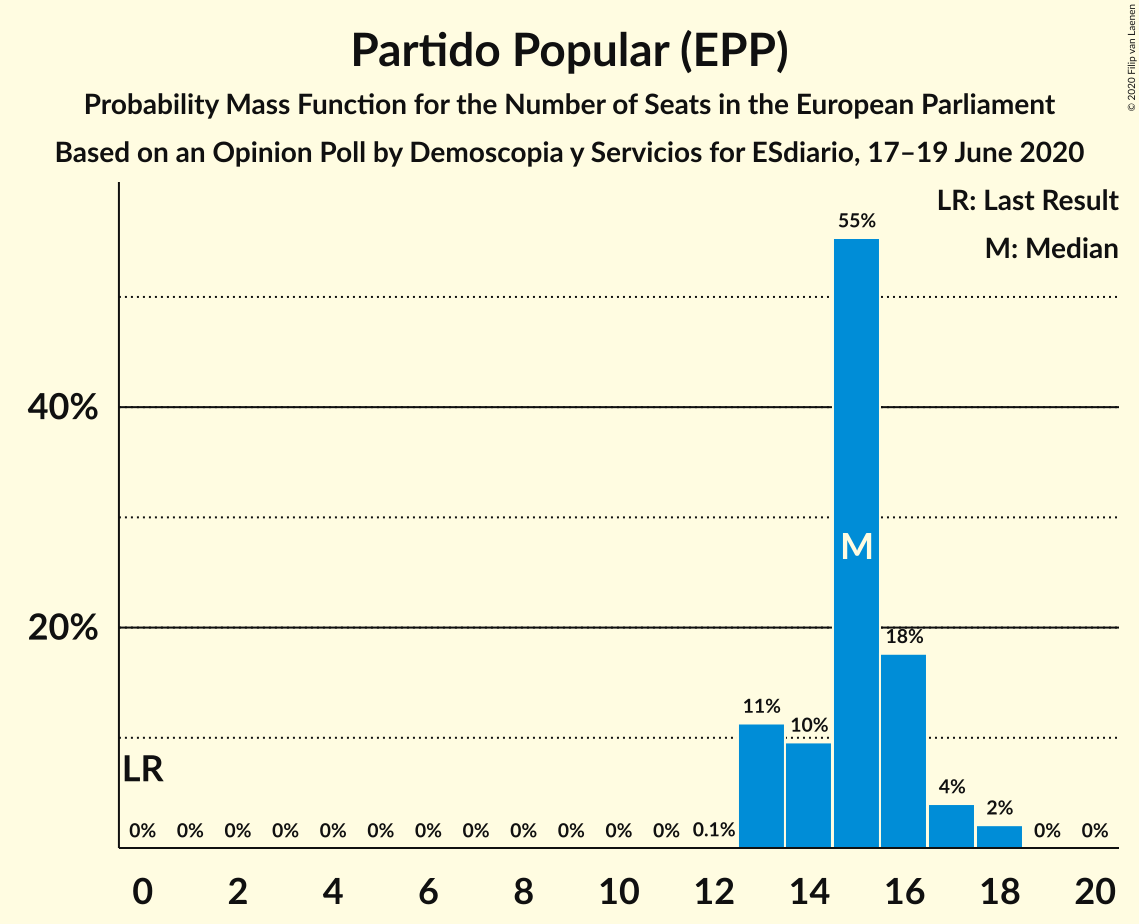 Partido Popular (EPP)
Probability Mass Function for the Number of Seats in the European Parliament
Based on an Opinion Poll by Demoscopia y Servicios for ESdiario, 17–19 June 2020
© 2020 Filip van Laenen
LR: Last Result
M: Median
55%
40%
M
20%
18%
11%
10%
LR
4%
2%
0% 0% 0% 0% 0% 0% 0% 0% 0% 0% 0% 0% 0.1% 0% 0%
0 2 4 6 8 10 12 14 16 18 20